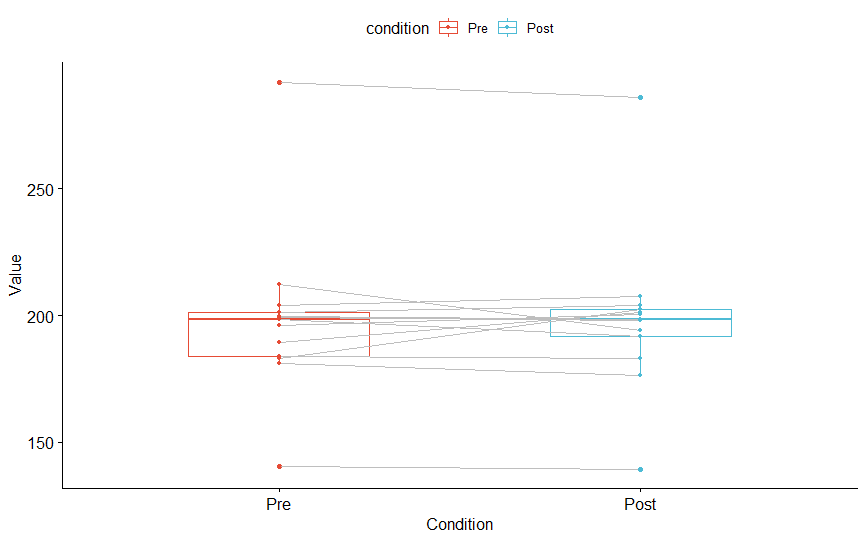 condition Pre Post
250
200
150
Value
Pre Post
Condition